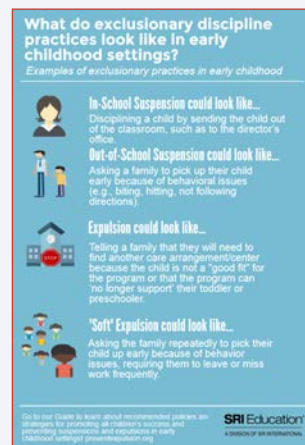 What do exclusionary discipline
practices look like in early
childhood settings?
Examples of exclusionary practices in early childhood
In-School Suspension could look like...
Disciplining a child by sending the child out
of the classroom, such as to the director's
office.
Out-of-School Suspension could look like...
Asking a family to pick up their child
early because of behavioral issues
(e.g., biting, hitting, not following
directions).
Expulsion could look like...
STOP
Telling a family that they will need to
find another care arrangement/center
because the child is not a "good fit" for
the program or that the program can
'no longer support' their toddler or
preschooler.
'Soft' Expulsion could look like...
Asking the family repeatedly to pick their
child up early because of behavior
issues, requiring them to leave or miss
work frequently.
Go to our Guide to learn about recommended policies an
strategies for promoting all children's success and
preventing suspensions and expulsions in early
childhood settings! preventexpulsion.org
SRI Education
A DIVISION OF SRI INTERNATIONAL